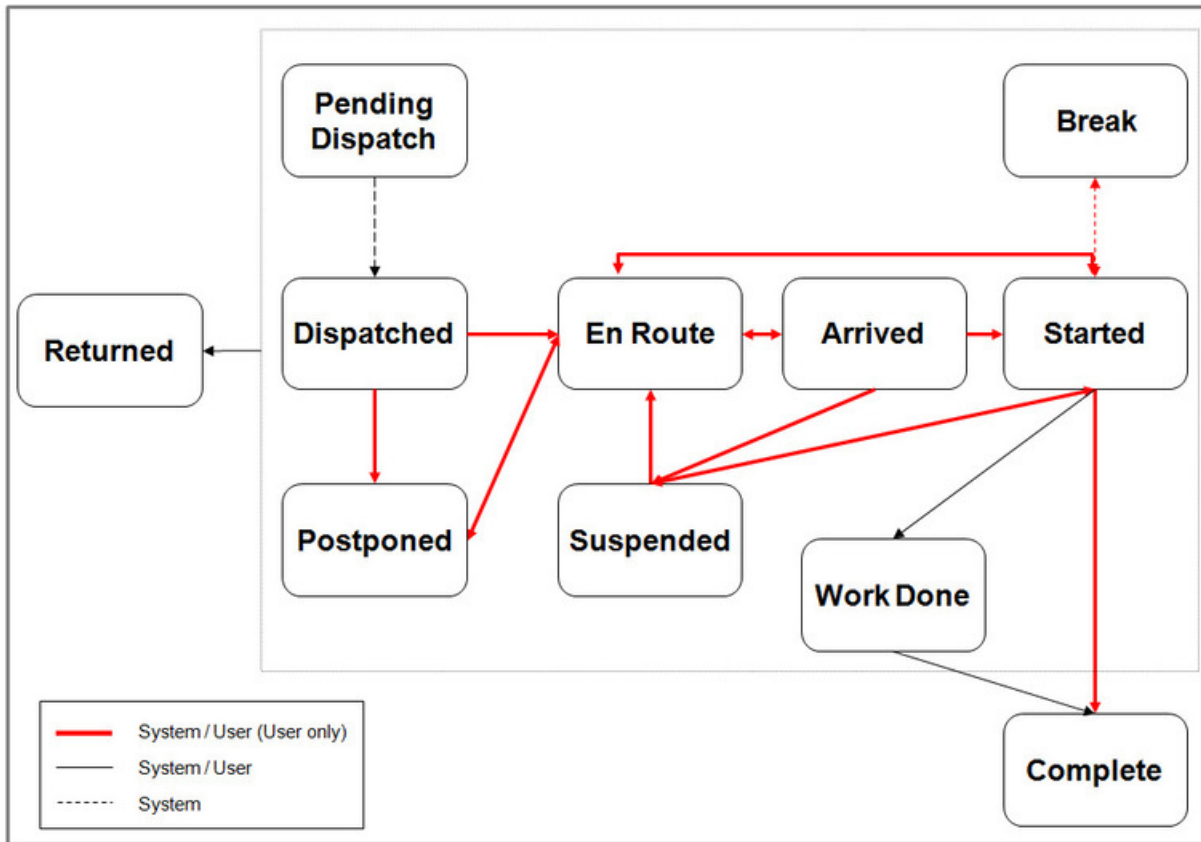 Pending
Dispatch
Break
Returned
Dispatched
En Route
Arrived
Started
Postponed
Suspended
Work Done
Complete
System / User (User only)
System / User
System